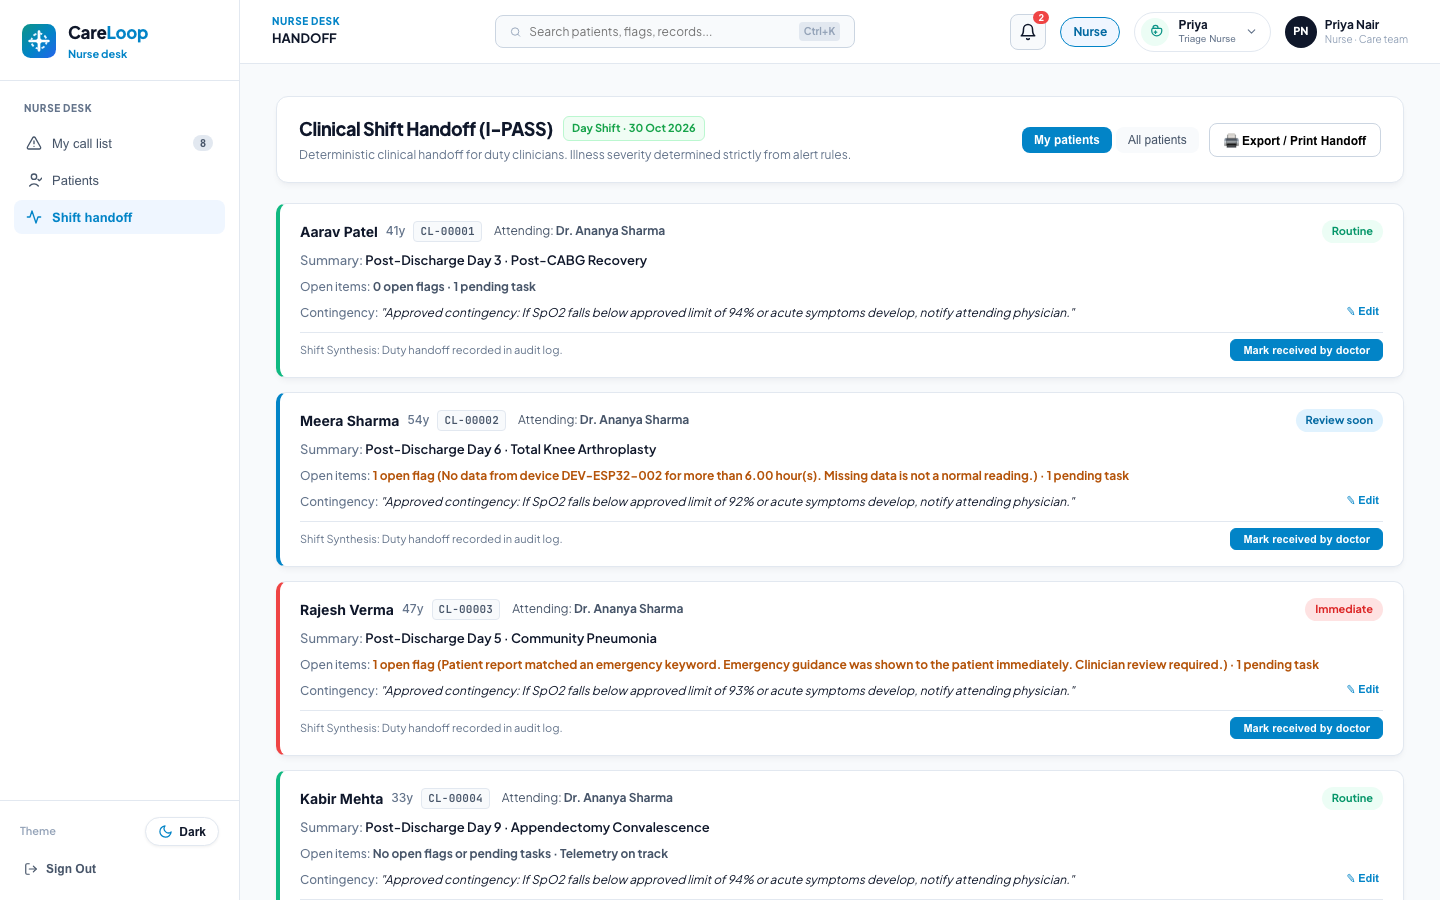 CareLoop
Nurse desk
NURSE DESK
My call list 8
Patients
Shift handoff
Theme
Dark
Sign Out
NURSE DESK
HANDOFF
Search patients, flags, records... Ctrl+K
2
Nurse
Priya
Triage Nurse
PN
Priya Nair
Nurse · Care team
Clinical Shift Handoff (I-PASS) Day Shift · 30 Oct 2026
Deterministic clinical handoff for duty clinicians. Illness severity determined strictly from alert rules.
My patients All patients Export / Print Handoff
Aarav Patel 41y CL-00001 Attending: Dr. Ananya Sharma Routine
Summary: Post-Discharge Day 3 · Post-CABG Recovery
Open items: 0 open flags · 1 pending task
Contingency: "Approved contingency: If SpO2 falls below approved limit of 94% or acute symptoms develop, notify attending physician." ✎ Edit
Shift Synthesis: Duty handoff recorded in audit log. Mark received by doctor
Meera Sharma 54y CL-00002 Attending: Dr. Ananya Sharma Review soon
Summary: Post-Discharge Day 6 · Total Knee Arthroplasty
Open items: 1 open flag (No data from device DEV-ESP32-002 for more than 6.00 hour(s). Missing data is not a normal reading.) · 1 pending task
Contingency: "Approved contingency: If SpO2 falls below approved limit of 92% or acute symptoms develop, notify attending physician." ✎ Edit
Shift Synthesis: Duty handoff recorded in audit log. Mark received by doctor
Rajesh Verma 47y CL-00003 Attending: Dr. Ananya Sharma Immediate
Summary: Post-Discharge Day 5 · Community Pneumonia
Open items: 1 open flag (Patient report matched an emergency keyword. Emergency guidance was shown to the patient immediately. Clinician review required.) · 1 pending task
Contingency: "Approved contingency: If SpO2 falls below approved limit of 93% or acute symptoms develop, notify attending physician." ✎ Edit
Shift Synthesis: Duty handoff recorded in audit log. Mark received by doctor
Kabir Mehta 33y CL-00004 Attending: Dr. Ananya Sharma Routine
Summary: Post-Discharge Day 9 · Appendectomy Convalescence
Open items: No open flags or pending tasks · Telemetry on track
Contingency: "Approved contingency: If SpO2 falls below approved limit of 94% or acute symptoms develop, notify attending physician." ✎ Edit